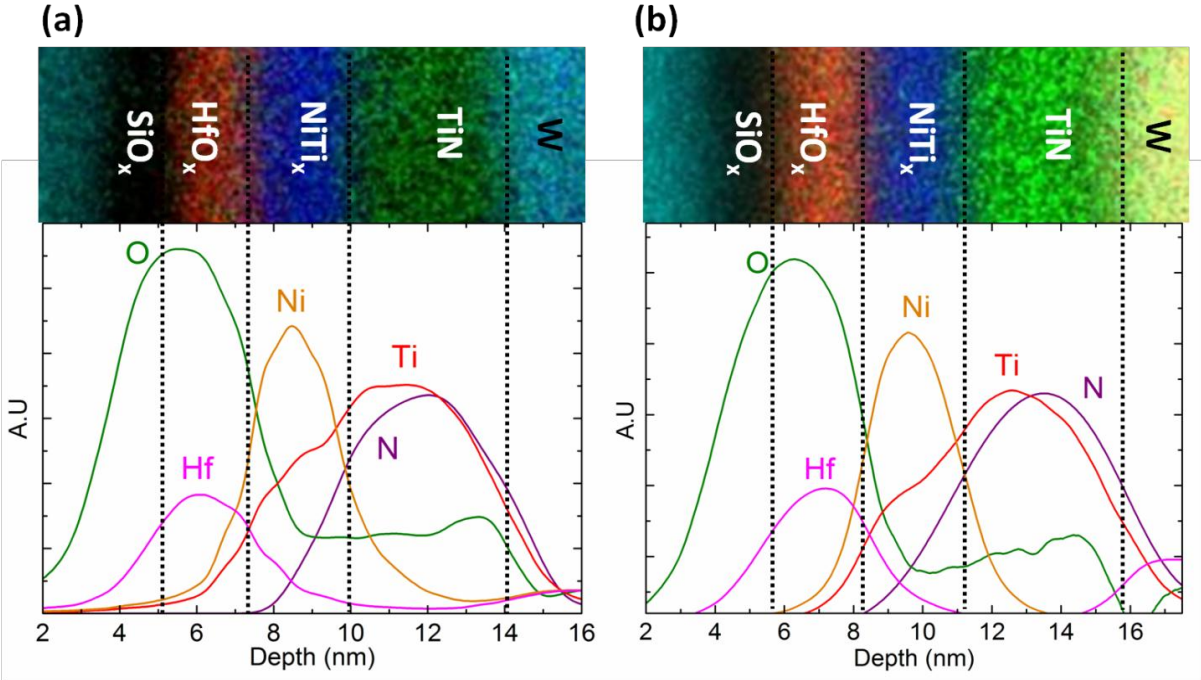 (a)
(b)
SiOx
HfOx
NiTix
TiN
W
SiOx
HfOx
NiTix
TiN
W
O
Ni
Ti
N
Hf
A.U
2 4 6 8 10 12 14 16
Depth (nm)
O
Ni
Ti
N
Hf
A.U
2 4 6 8 10 12 14 16
Depth (nm)